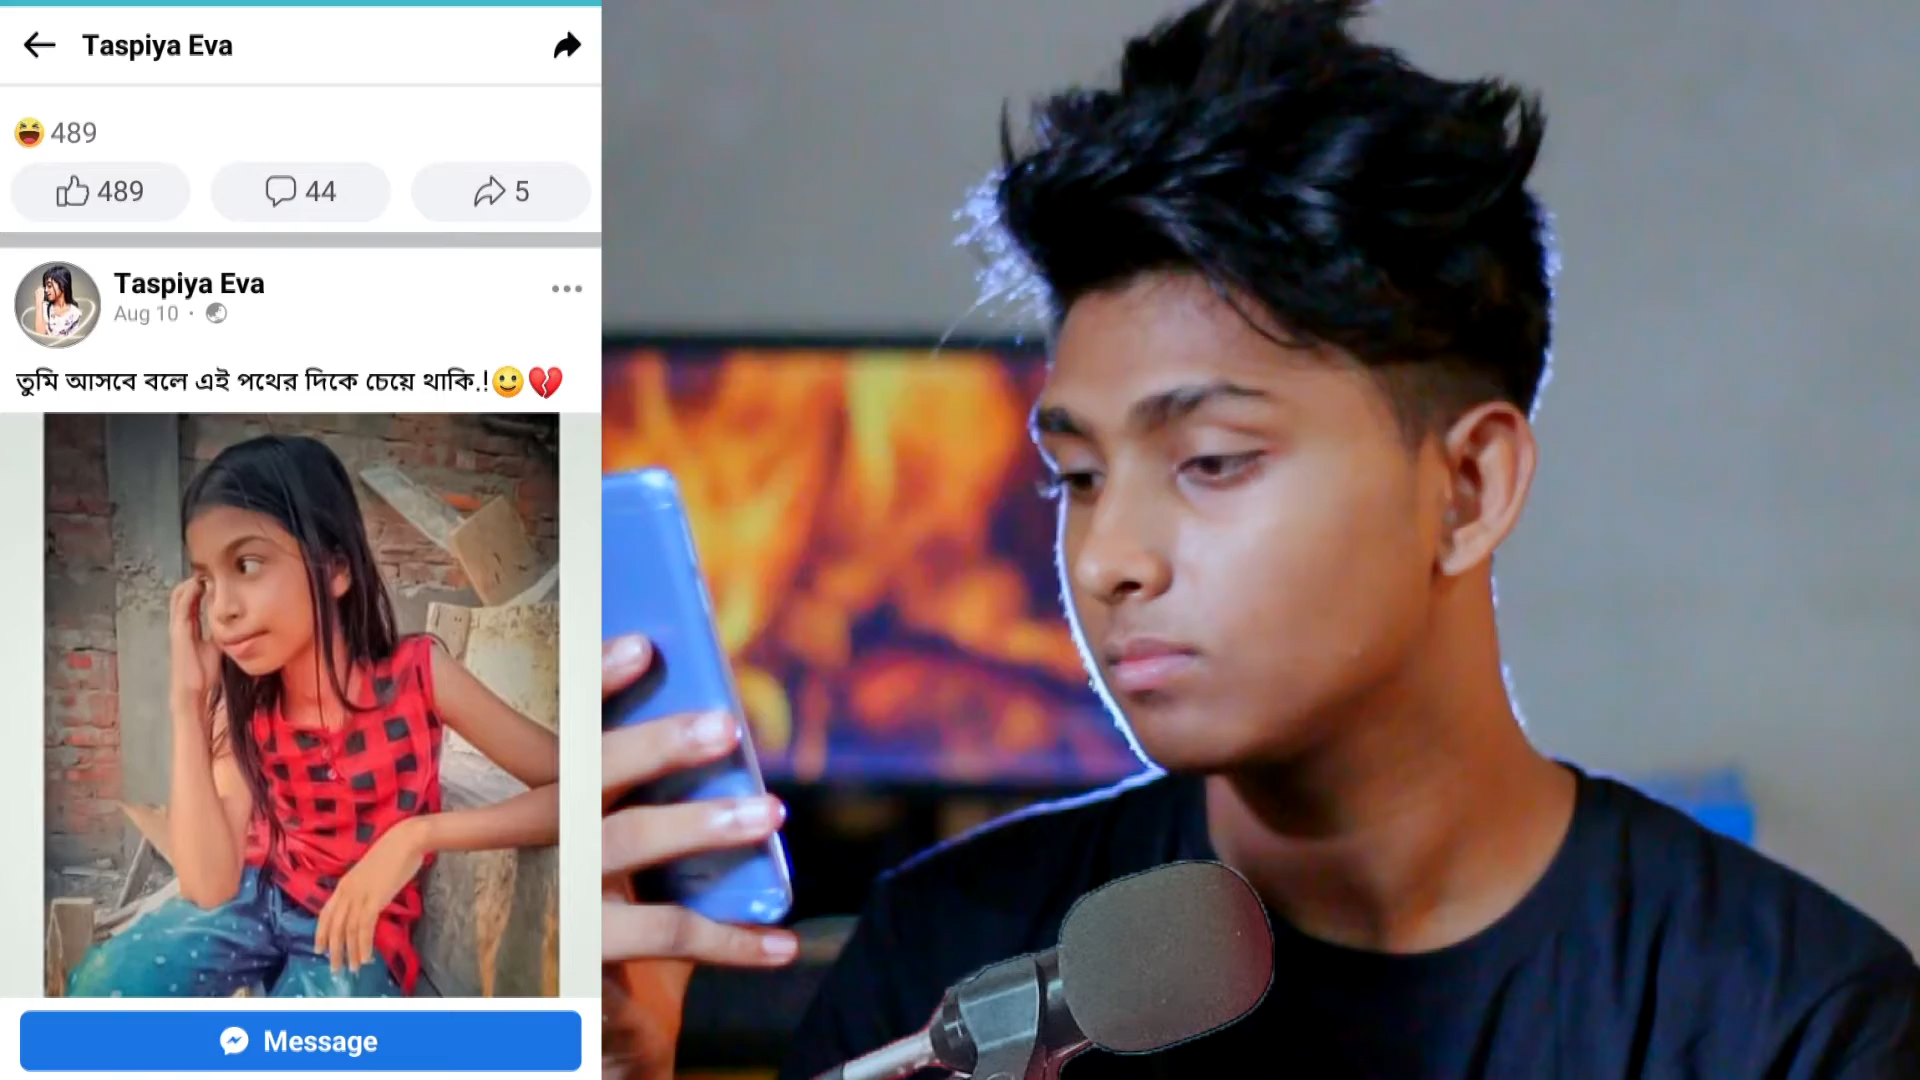 Taspiya Eva
489
489
44
5
Taspiya Eva
Aug 10 ·
তুমি আসবে বলে এই পথের দিকে চেয়ে থাকি.!🙂💔
Message